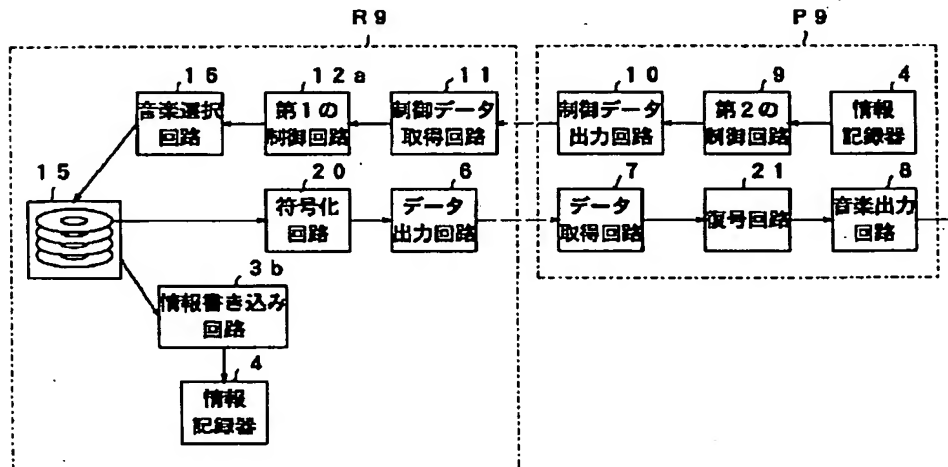 R9
P9
16
12a
11
10
9
4
音楽選択
回路
第1の
制御回路
制御データ
取得回路
制御データ
出力回路
第2の
制御回路
情報
記録器
15
20
6
7
21
8
符号化
回路
データ
出力回路
データ
取得回路
復号回路
音楽出力
回路
3b
情報書き込み
回路
4
情報
記録器